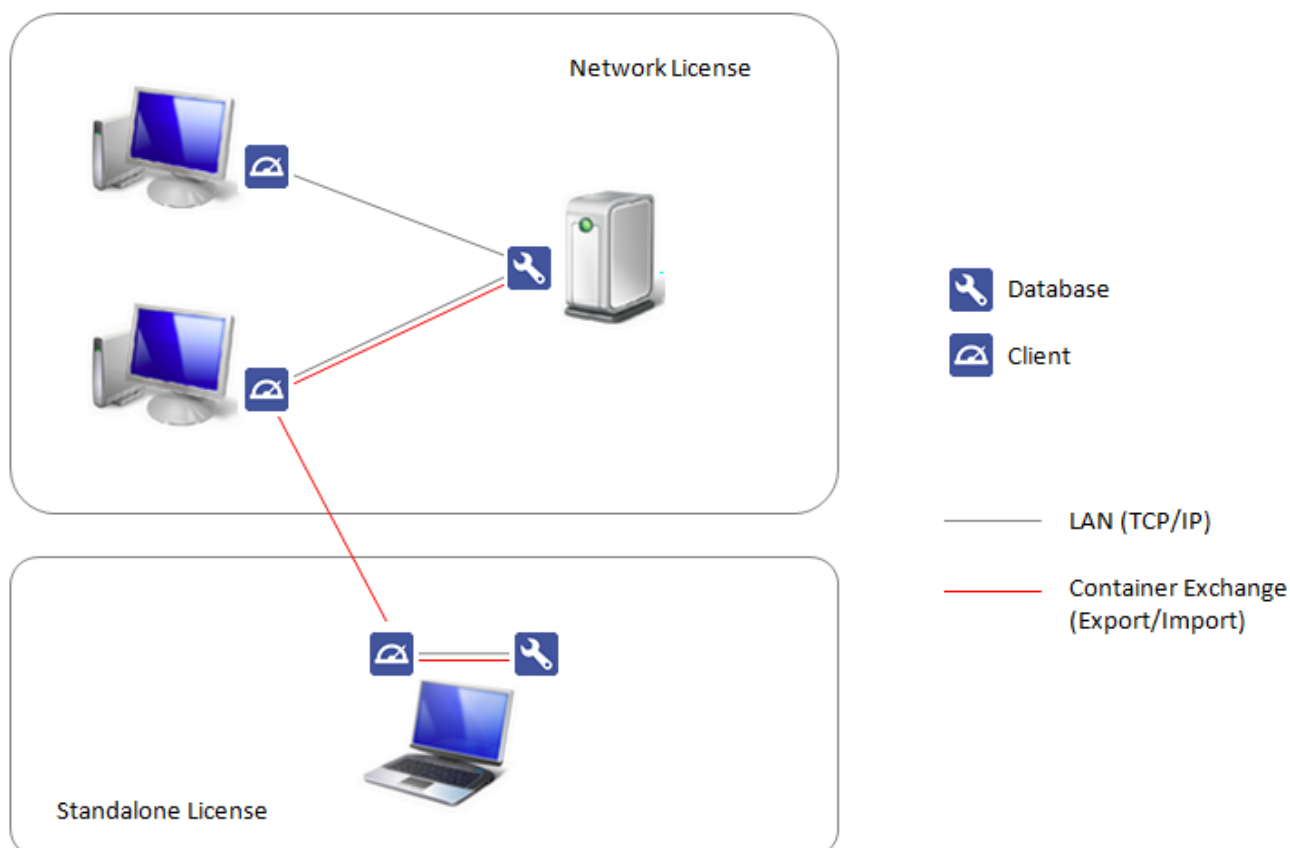 Network License
Database
Client
LAN (TCP/IP)
Container Exchange
(Export/Import)
Standalone License